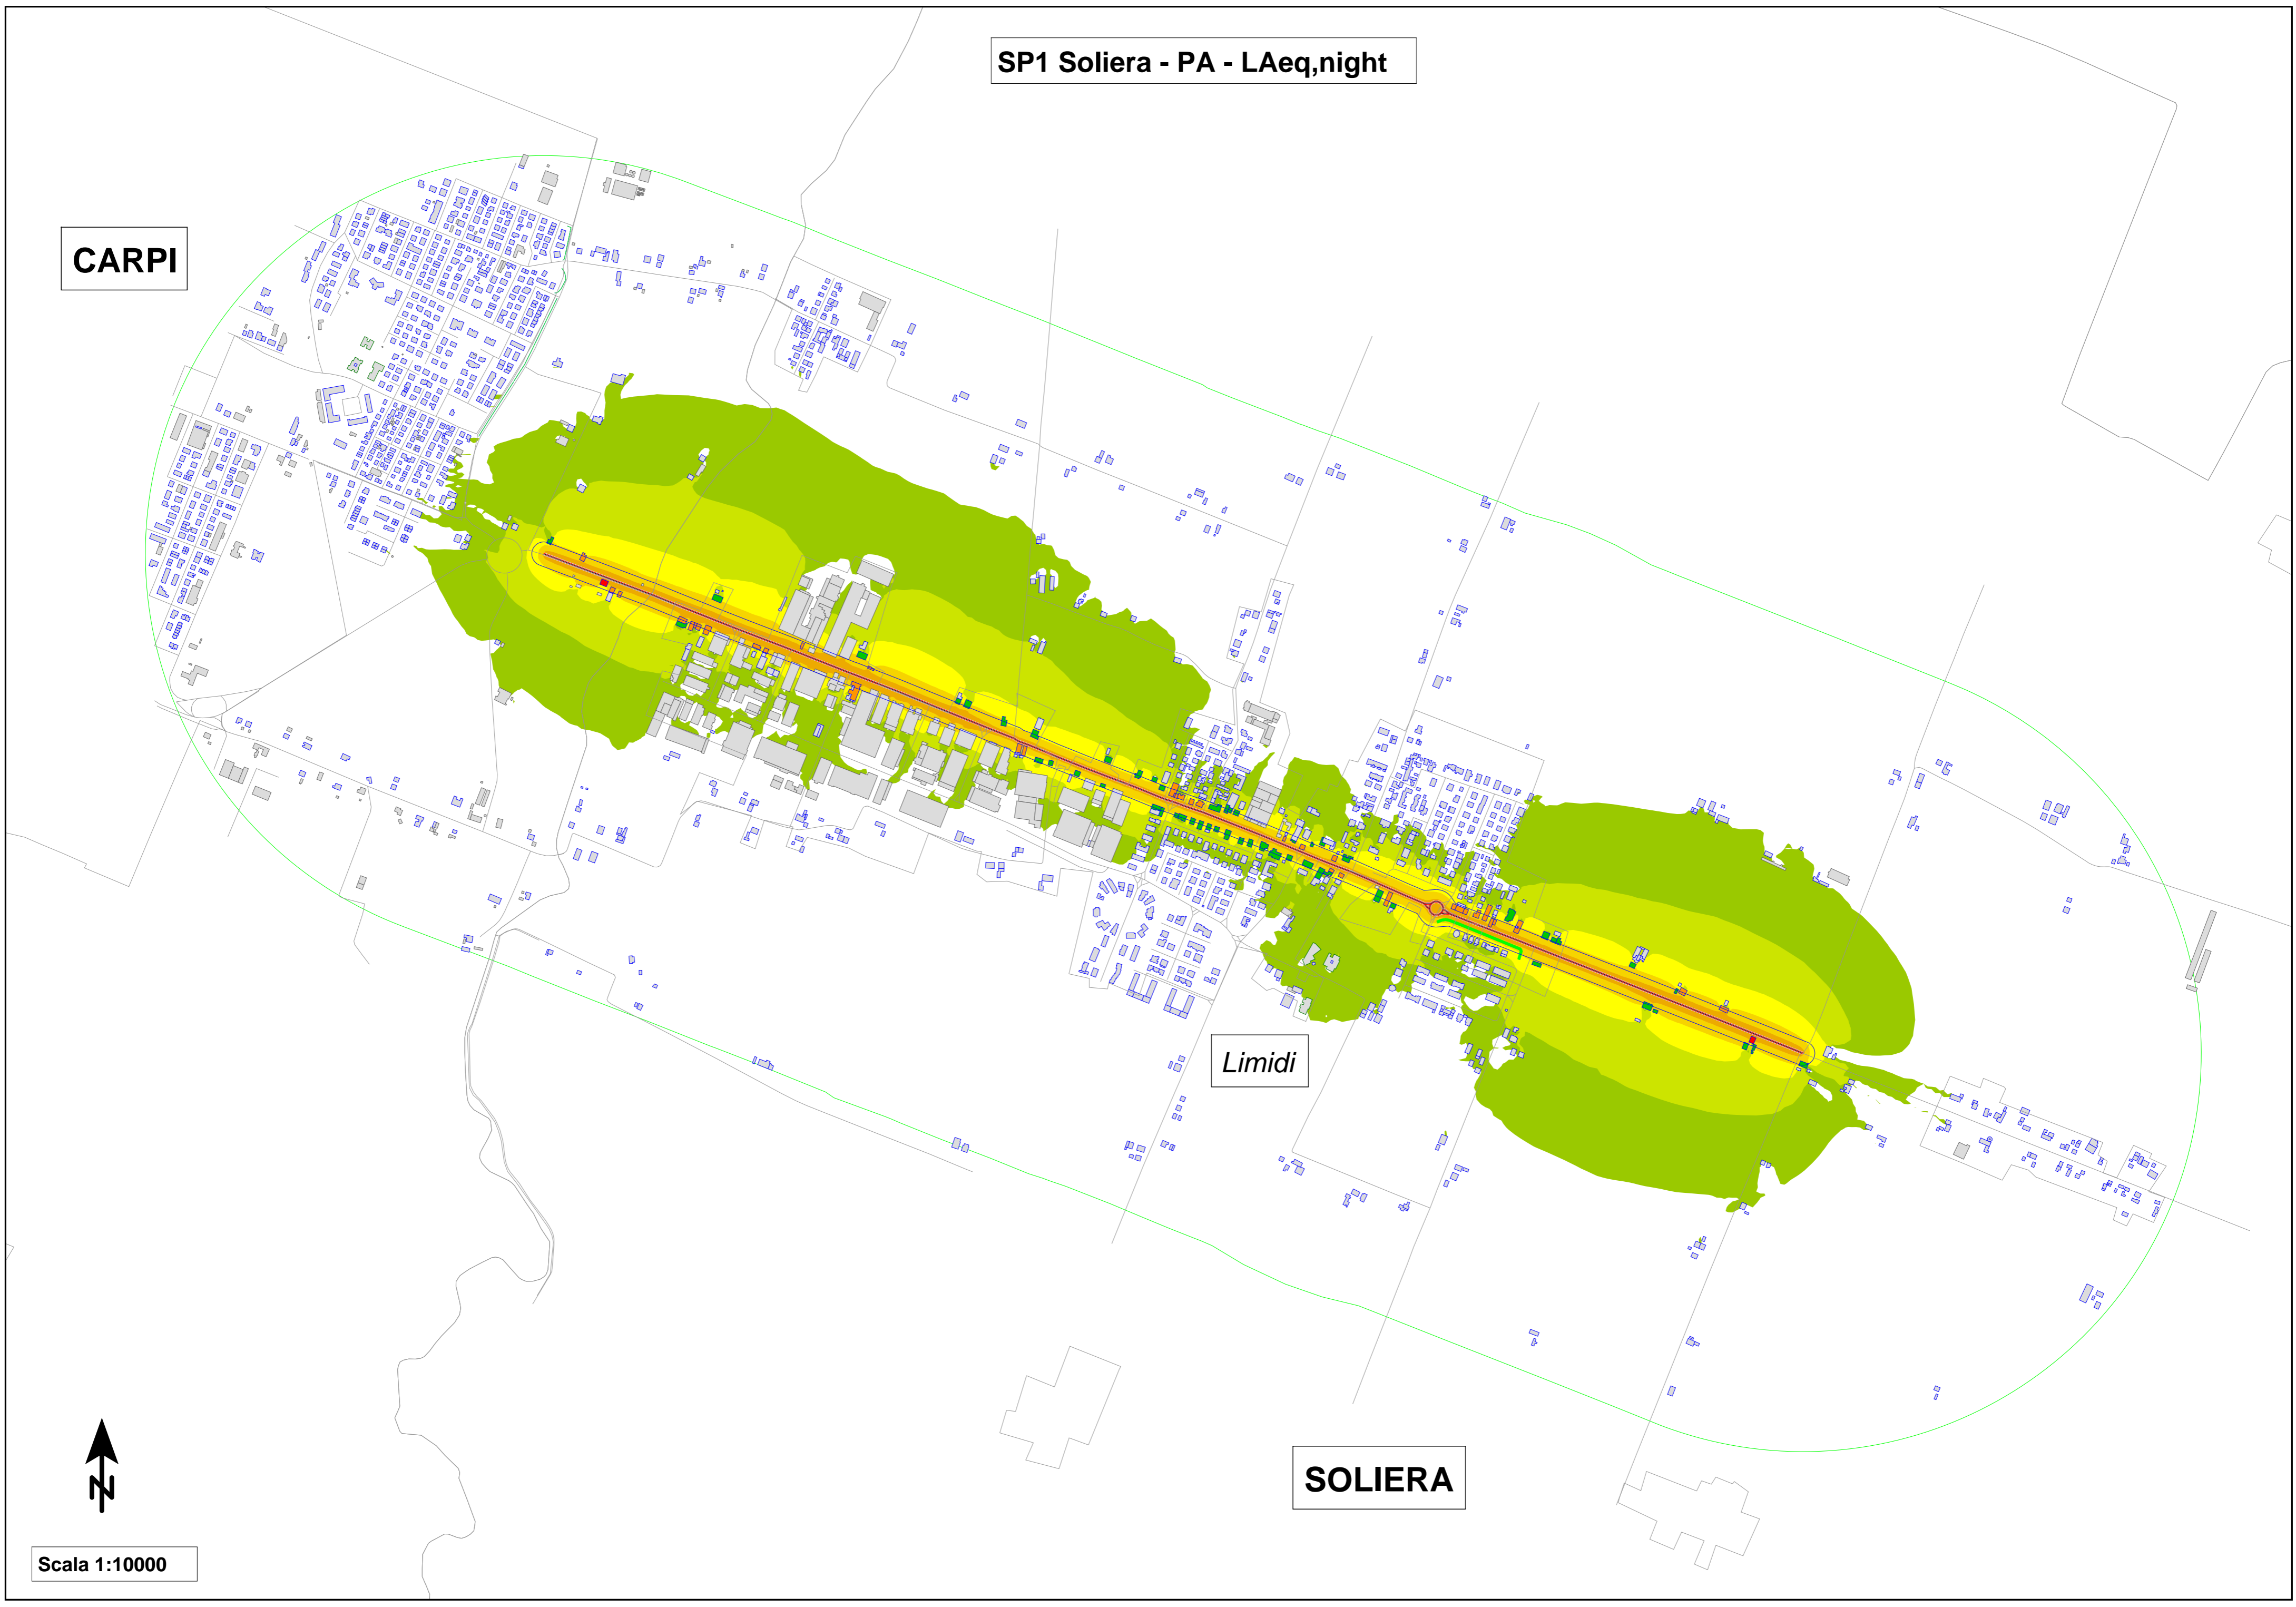 SP1 Soliera - PA - LAeq,night
CARPI
Limidi
SOLIERA
N
Scala 1:10000